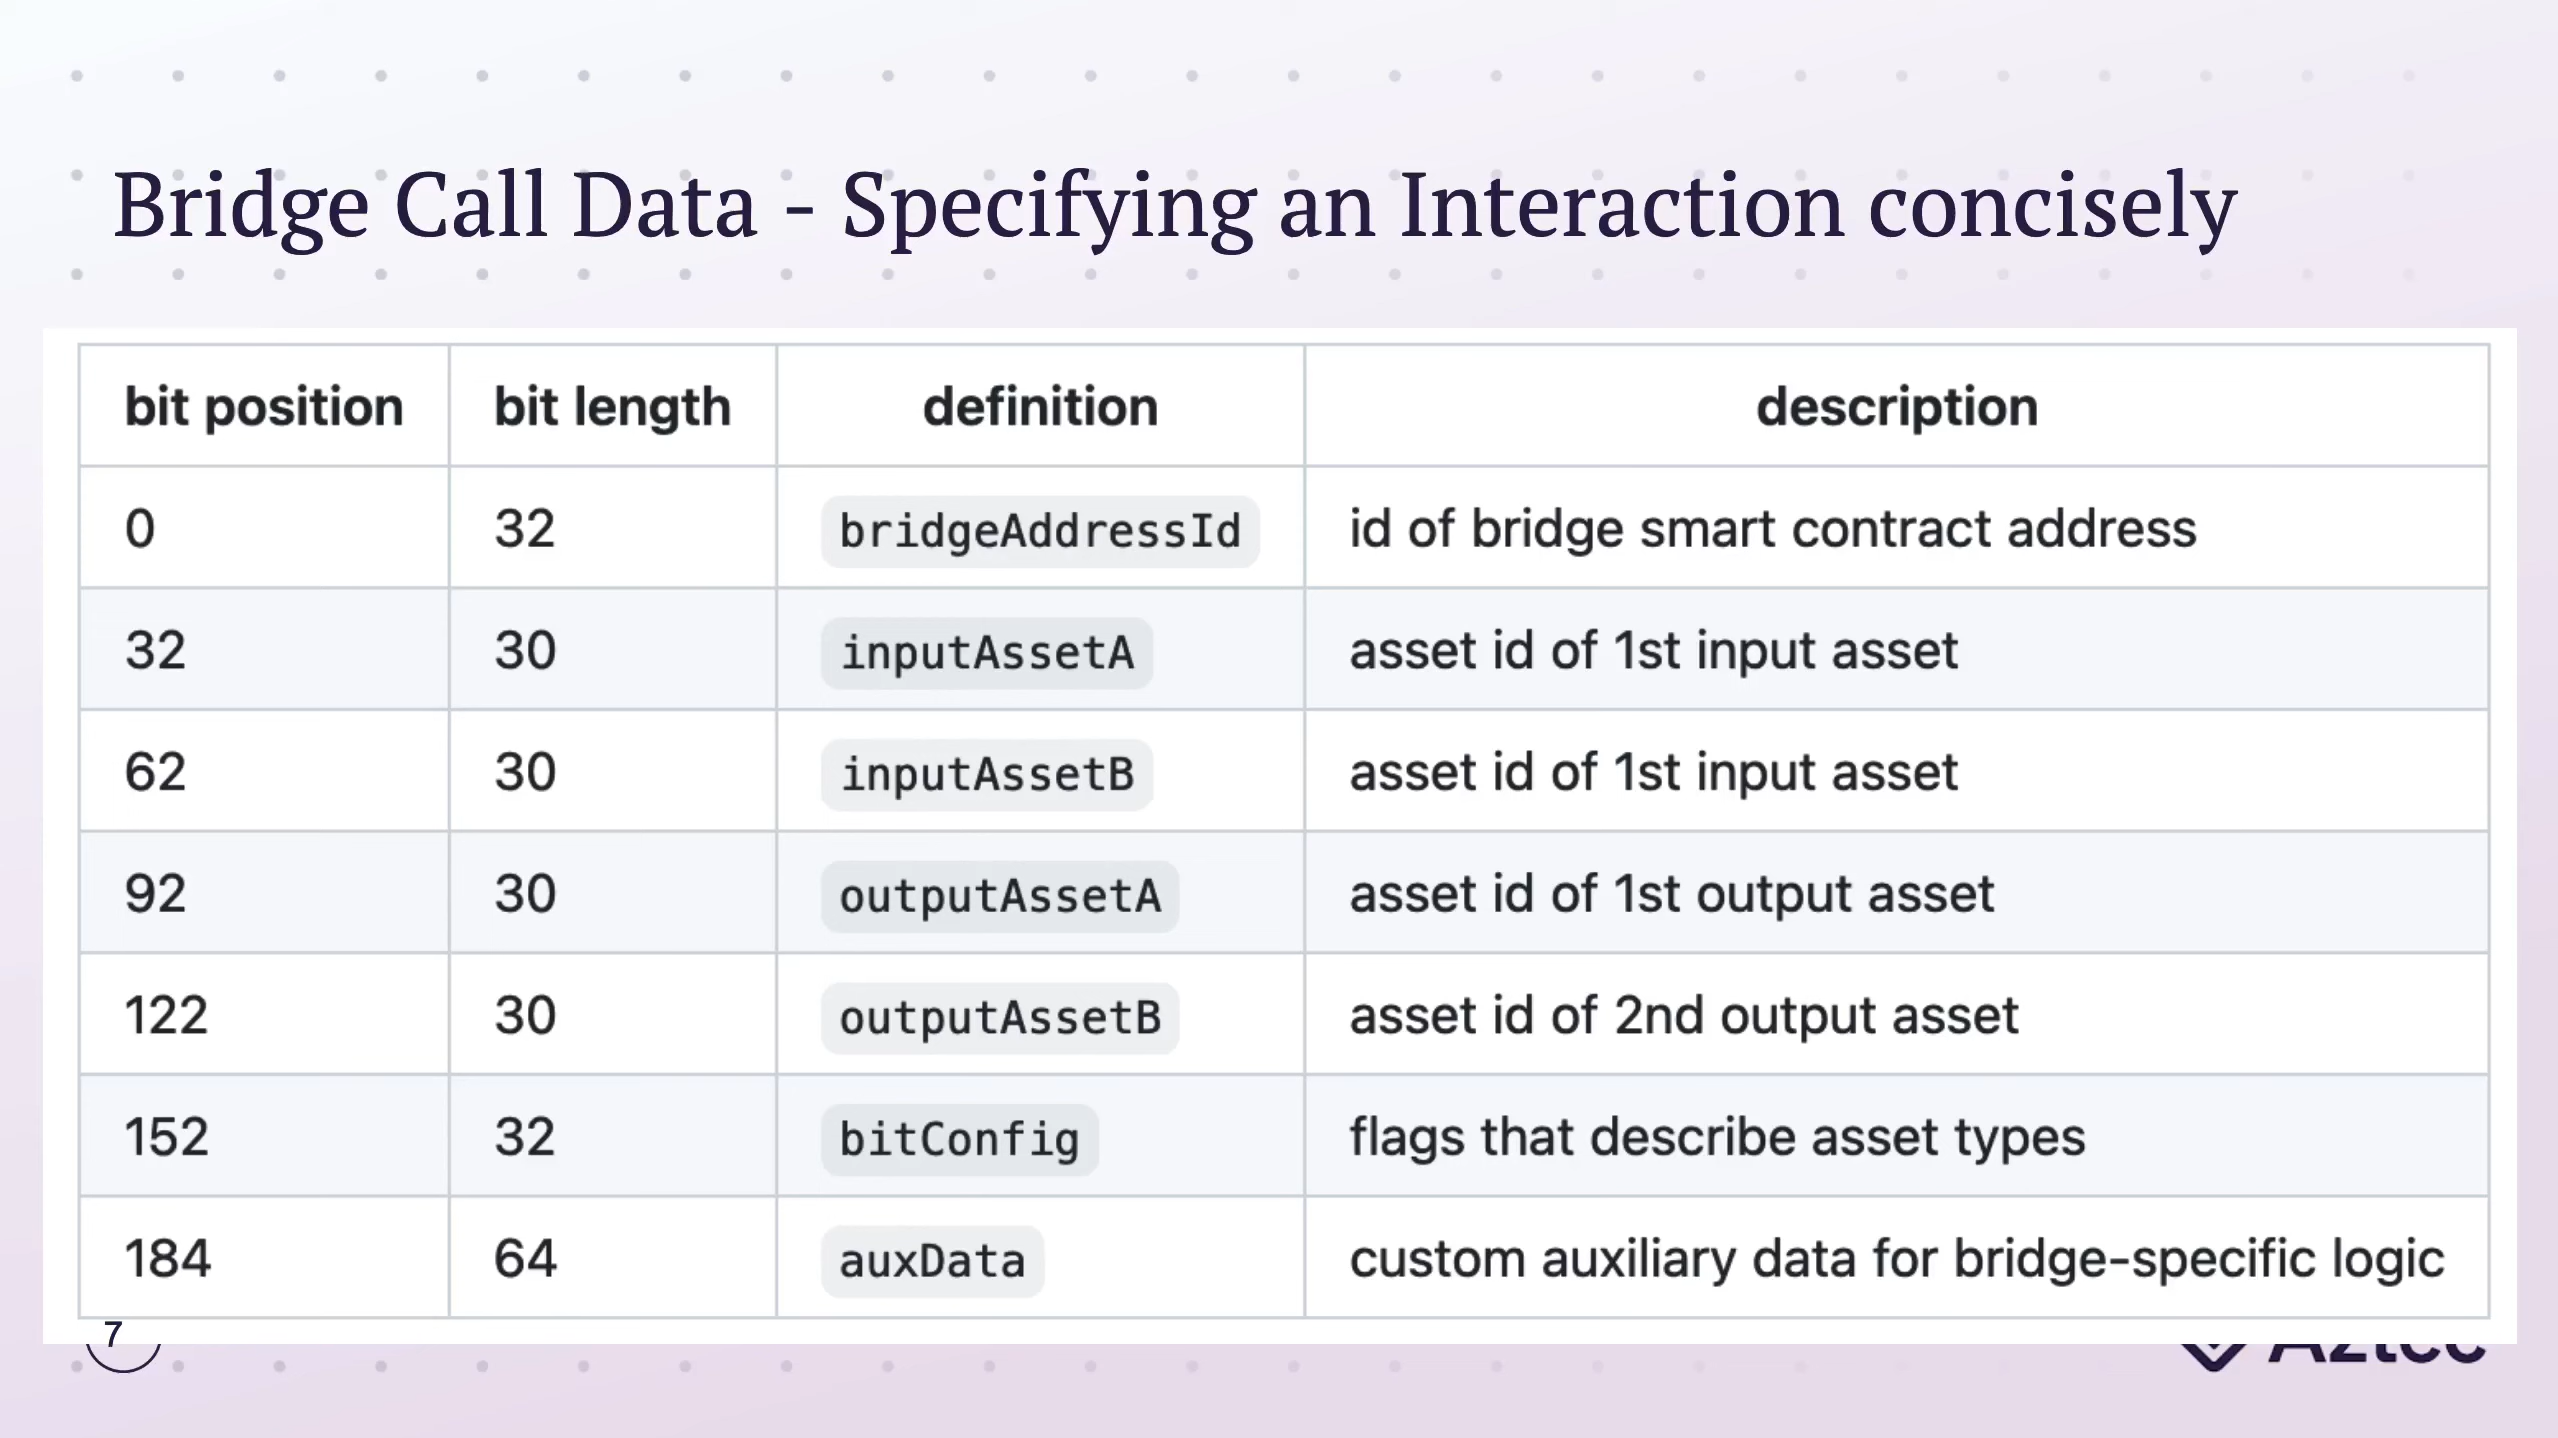 Bridge Call Data - Specifying an Interaction concisely
bit position bit length definition description
0 32 bridgeAddressId id of bridge smart contract address
32 30 inputAssetA asset id of 1st input asset
62 30 inputAssetB asset id of 1st input asset
92 30 outputAssetA asset id of 1st output asset
122 30 outputAssetB asset id of 2nd output asset
152 32 bitConfig flags that describe asset types
184 64 auxData custom auxiliary data for bridge-specific logic
7
Aztec